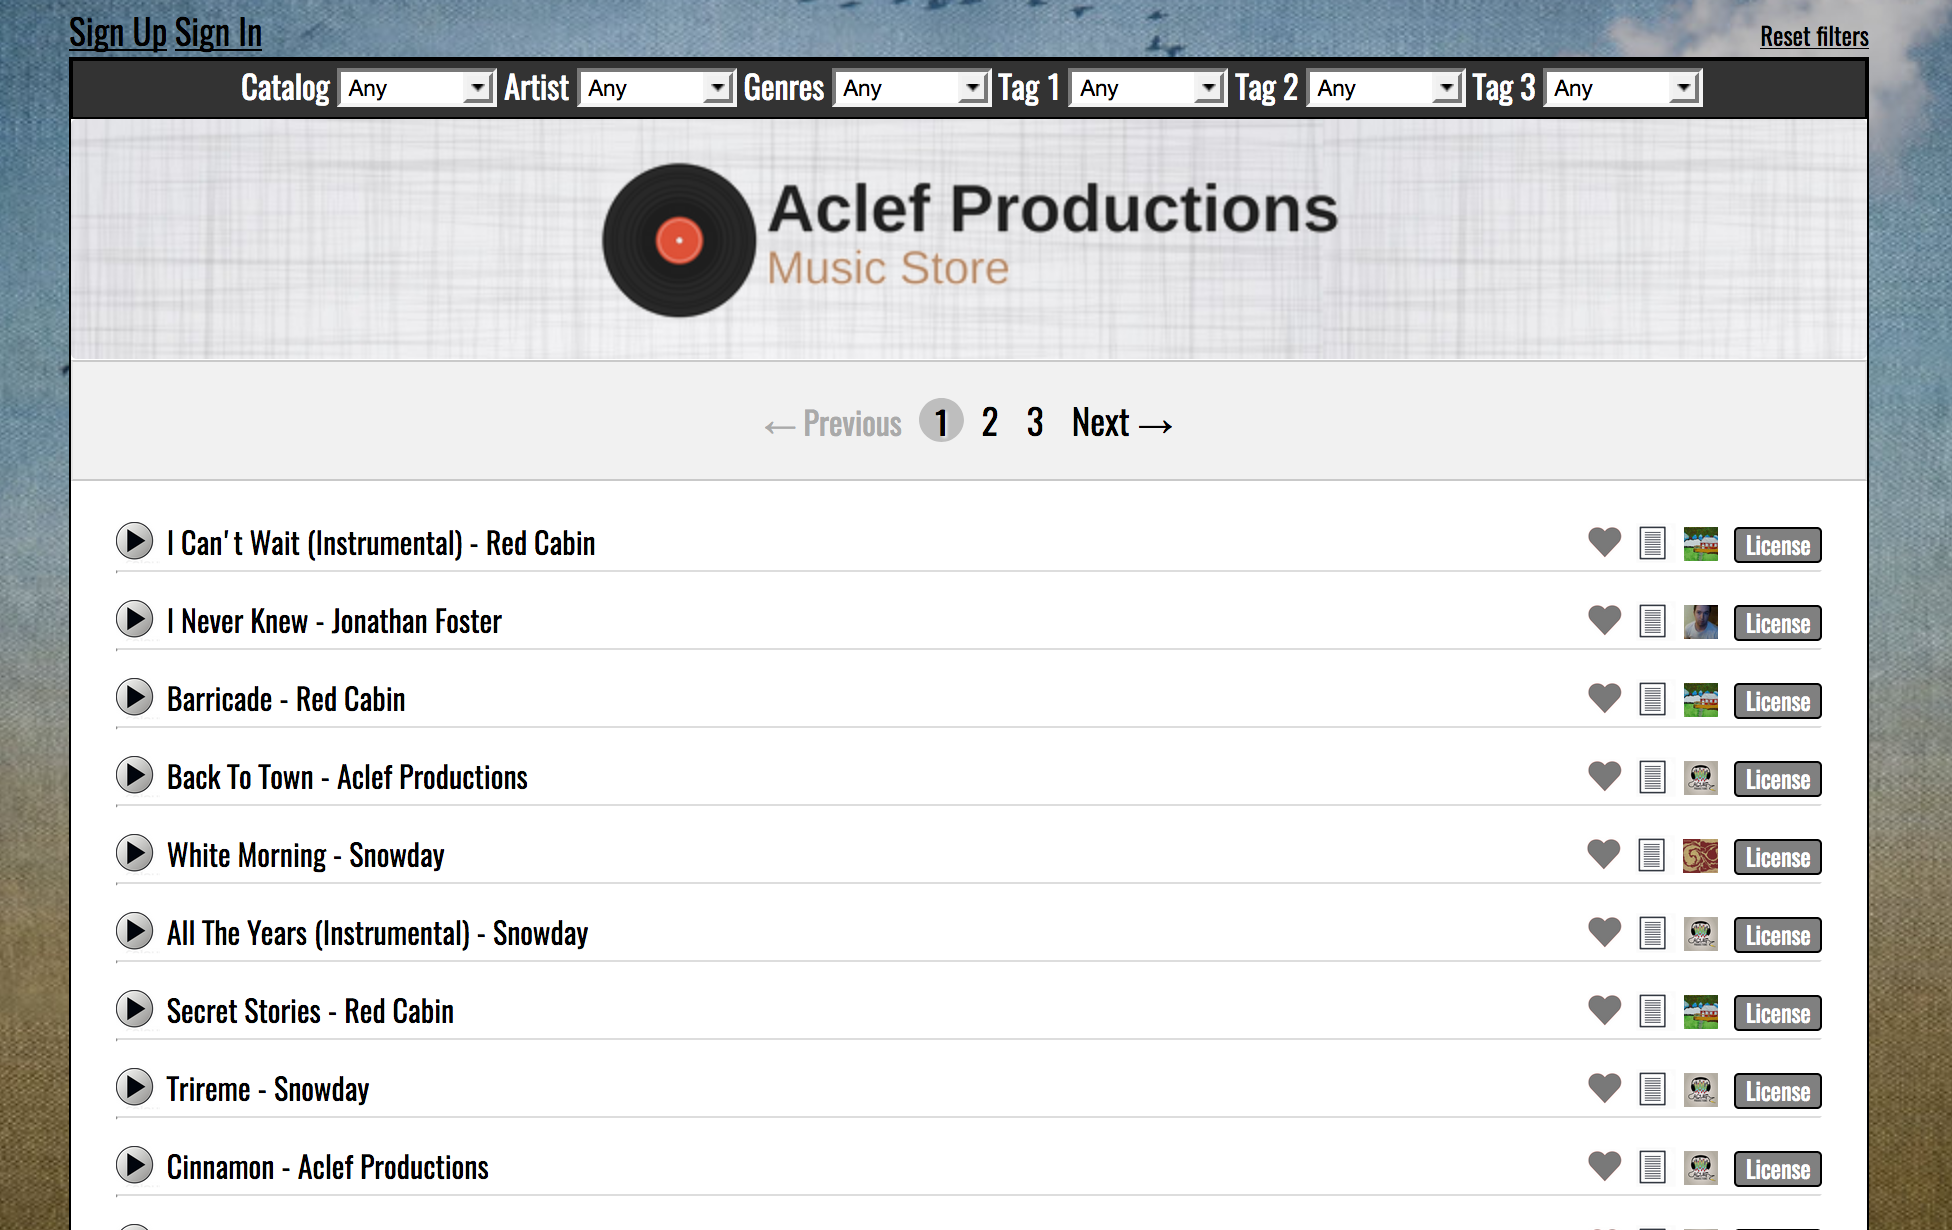 Sign Up Sign In
Reset filters
Catalog Any Artist Any Genres Any Tag 1 Any Tag 2 Any Tag 3 Any
Aclef Productions
Music Store
← Previous 1 2 3 Next →
I Can't Wait (Instrumental) - Red Cabin License
I Never Knew - Jonathan Foster License
Barricade - Red Cabin License
Back To Town - Aclef Productions License
White Morning - Snowday License
All The Years (Instrumental) - Snowday License
Secret Stories - Red Cabin License
Trireme - Snowday License
Cinnamon - Aclef Productions License